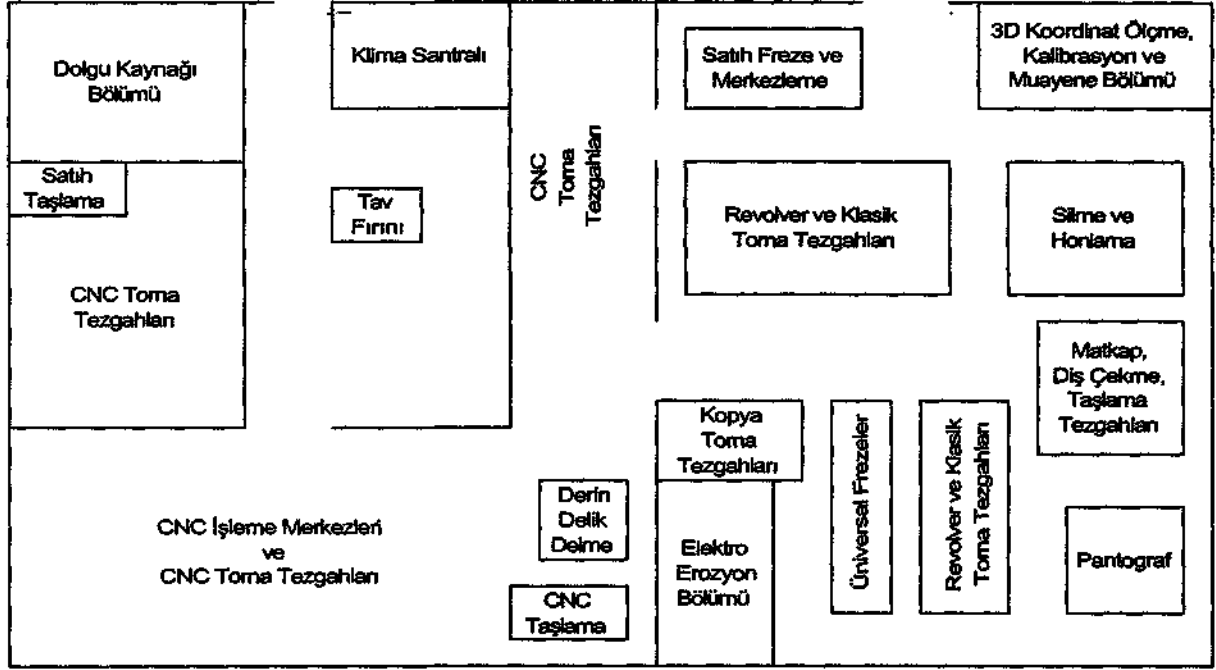 Dolgu Kaynağı
Bölümü
Klima Santralı
CNC
Torna
Tezgahları
Satıh Freze ve
Merkezleme
3D Koordinat Ölçme,
Kalibrasyon ve
Muayene Bölümü
Satıh
Taşlama
Tav
Fırını
Revolver ve Klasik
Torna Tezgahları
Silme ve
Honlama
CNC Torna
Tezgahları
Matkap,
Diş Çekme,
Taşlama
Tezgahları
Kopya
Torna
Tezgahları
Üniversal Frezeler
Revolver ve Klasik
Torna Tezgahları
CNC İşleme Merkezleri
ve
CNC Torna Tezgahları
Derin
Delik
Delme
Elektro
Erozyon
Bölümü
Pantograf
CNC
Taşlama